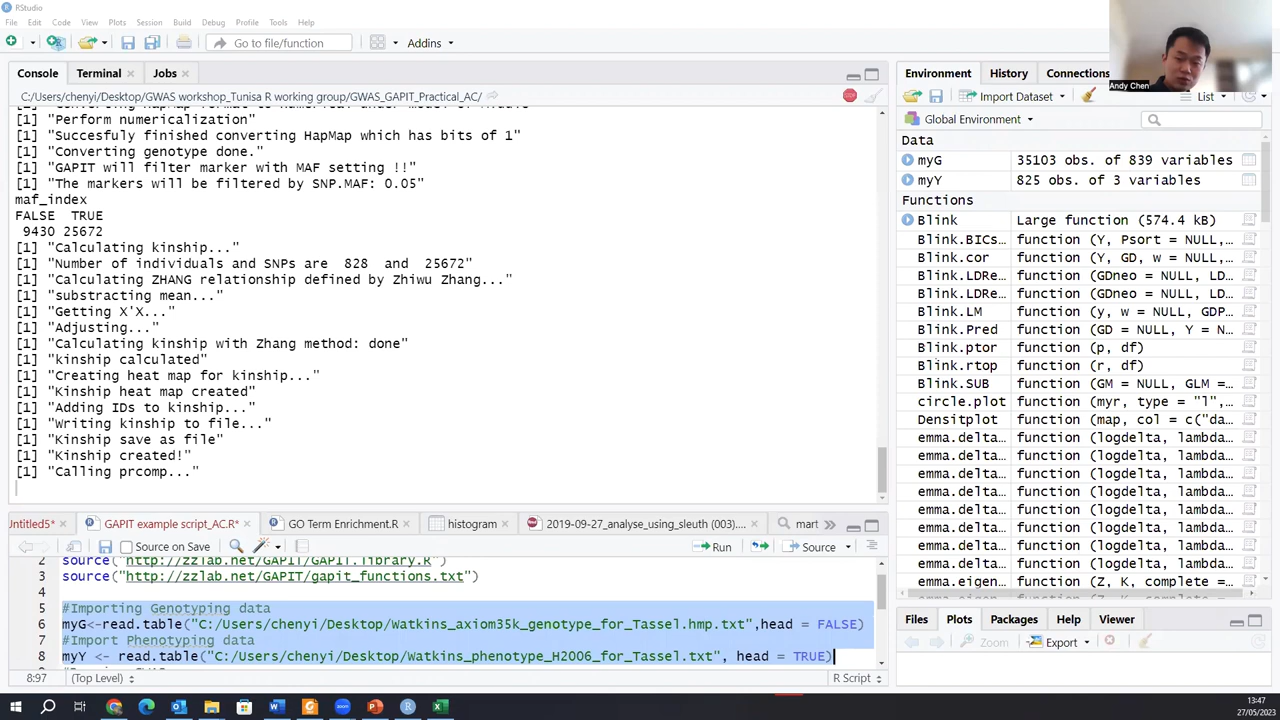 RStudio
File Edit Code View Plots Session Build Debug Profile Tools Help
Go to file/function Addins
Andy Chen
Console Terminal Jobs
C:/Users/chenyi/Desktop/GWAS workshop_Tunisa R working group/GWAS_GAPIT_Practical_AC/
[1] "Perform numericalization"
[1] "Succesfuly finished converting HapMap which has bits of 1"
[1] "Converting genotype done."
[1] "GAPIT will filter marker with MAF setting !!"
[1] "The markers will be filtered by SNP.MAF: 0.05"
maf_index
FALSE TRUE
9430 25672
[1] "Calculating kinship..."
[1] "Number of individuals and SNPs are 828 and 25672"
[1] "Calculating ZHANG relationship defined by Zhiwu Zhang..."
[1] "substracting mean..."
[1] "Getting X'X..."
[1] "Adjusting..."
[1] "Calculating kinship with Zhang method: done"
[1] "kinship calculated"
[1] "Creating heat map for kinship..."
[1] "Kinship heat map created"
[1] "Adding IDs to kinship..."
[1] "Writing kinship to file..."
[1] "Kinship save as file"
[1] "Kinship created!"
[1] "Calling prcomp..."
Untitled5* GAPIT example script_AC.R* GO Term Enrichment.R histogram 2019-09-27_analyse_using_sleuth (003)... mart
Source on Save Run Source
2 source("http://zzlab.net/GAPIT/GAPIT.library.R")
3 source("http://zzlab.net/GAPIT/gapit_functions.txt")
4
5 #Importing Genotyping data
6 myG<-read.table("C:/Users/chenyi/Desktop/Watkins_axiom35k_genotype_for_Tassel.hmp.txt",head = FALSE)
7 #Import Phenotyping data
8 myY <- read.table("C:/Users/chenyi/Desktop/Watkins_phenotype_H2006_for_Tassel.txt", head = TRUE)
8:97 (Top Level) R Script
Environment History Connections
Import Dataset List
Global Environment
Data
myG 35103 obs. of 839 variables
myY 825 obs. of 3 variables
Functions
Blink Large function (574.4 kB)
Blink.BICs… function (Y, Psort = NULL,…
Blink.cor function (Y, GD, w = NULL,…
Blink.LDRe… function (GDneo = NULL, LD…
Blink.LDRe… function (GDneo = NULL, LD…
Blink.LM function (y, w = NULL, GDP…
Blink.Pred function (GD = NULL, Y = N…
Blink.ptor function (p, df)
Blink.rtop function (r, df)
Blink.SUB function (GM = NULL, GLM =…
circle.plot function (myr, type = "l",…
Densitplot function (map, col = c("da…
emma.delta… function (logdelta, lambda…
emma.delta… function (logdelta, lambda…
emma.delta… function (logdelta, lambda…
emma.delta… function (logdelta, lambda…
emma.delta… function (logdelta, lambda…
emma.delta… function (logdelta, lambda…
emma.delta… function (logdelta, lambda…
emma.delta… function (logdelta, lambda…
emma.eigen… function (Z, K, complete =…
Files Plots Packages Help Viewer
Zoom Export
13:47
27/05/2023